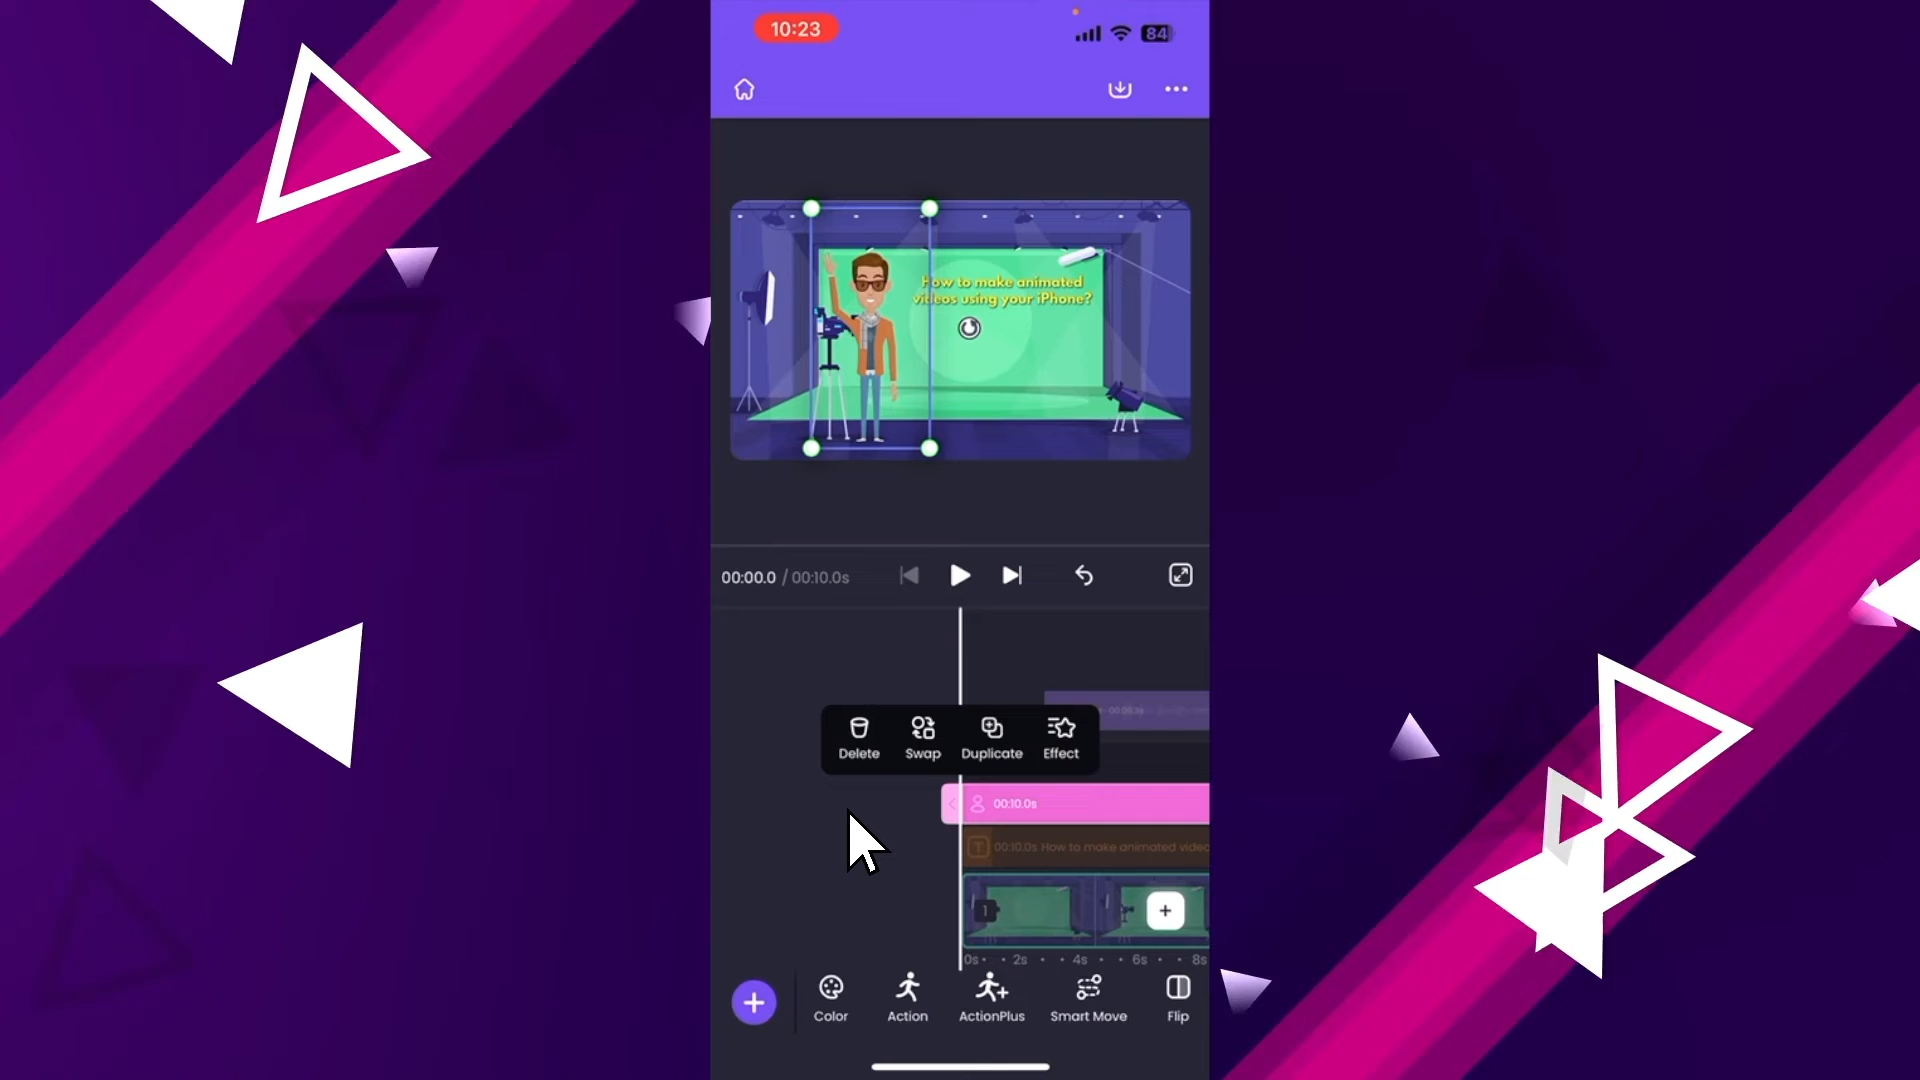 10:23
84
How to make animated
videos using your iPhone?
00:00.0 / 00:10.0s
Delete Swap Duplicate Effect
00:10.0s
T 00:10.0s How to make animated video
1
0s 2s 4s 6s 8s
Color Action ActionPlus Smart Move Flip